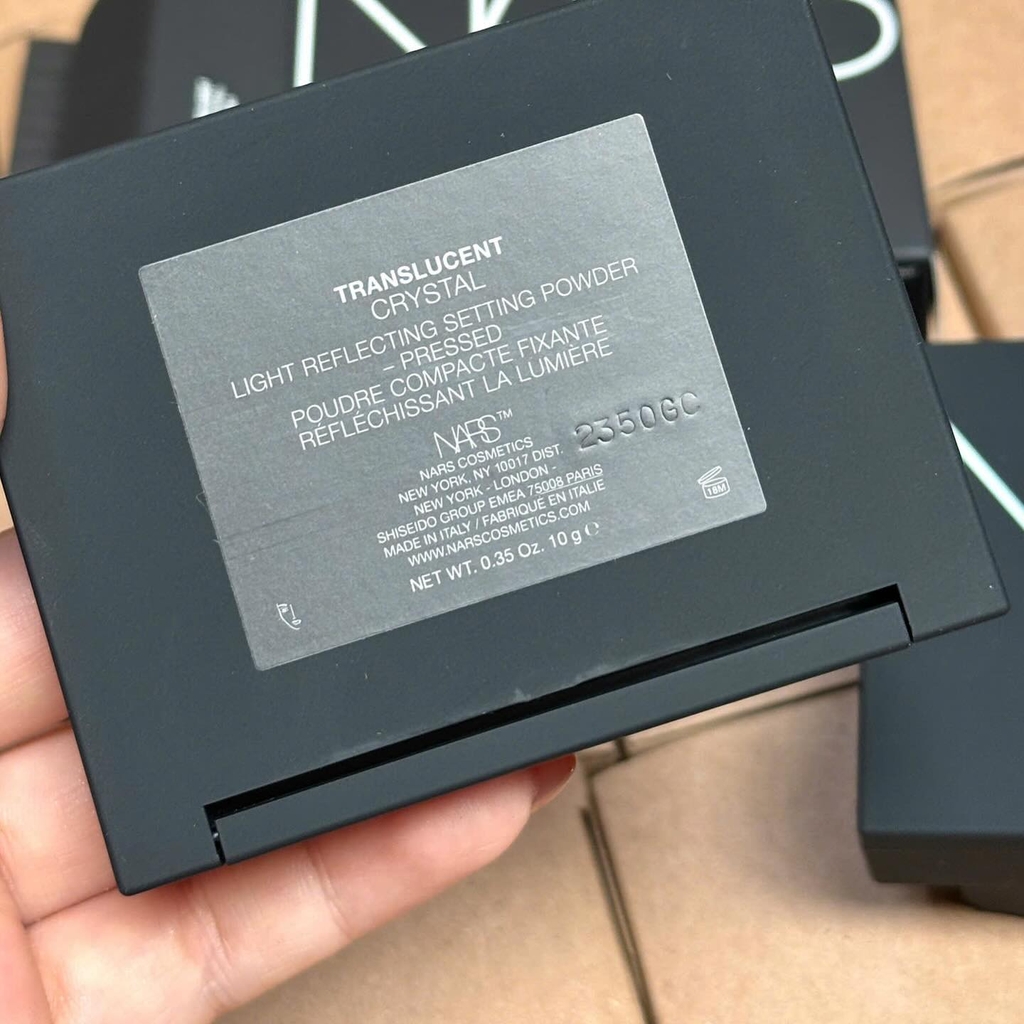 NARS
TRANSLUCENT
CRYSTAL
LIGHT REFLECTING SETTING POWDER
- PRESSED
POUDRE COMPACTE FIXANTE
RÉFLÉCHISSANT LA LUMIÈRE
NARS™
NARS COSMETICS
NEW YORK, NY 10017 DIST.
NEW YORK - LONDON -
SHISEIDO GROUP EMEA 75008 PARIS
MADE IN ITALY / FABRIQUÉ EN ITALIE
WWW.NARSCOSMETICS.COM
NET WT. 0.35 Oz. 10 g ℮
2350GC
18M